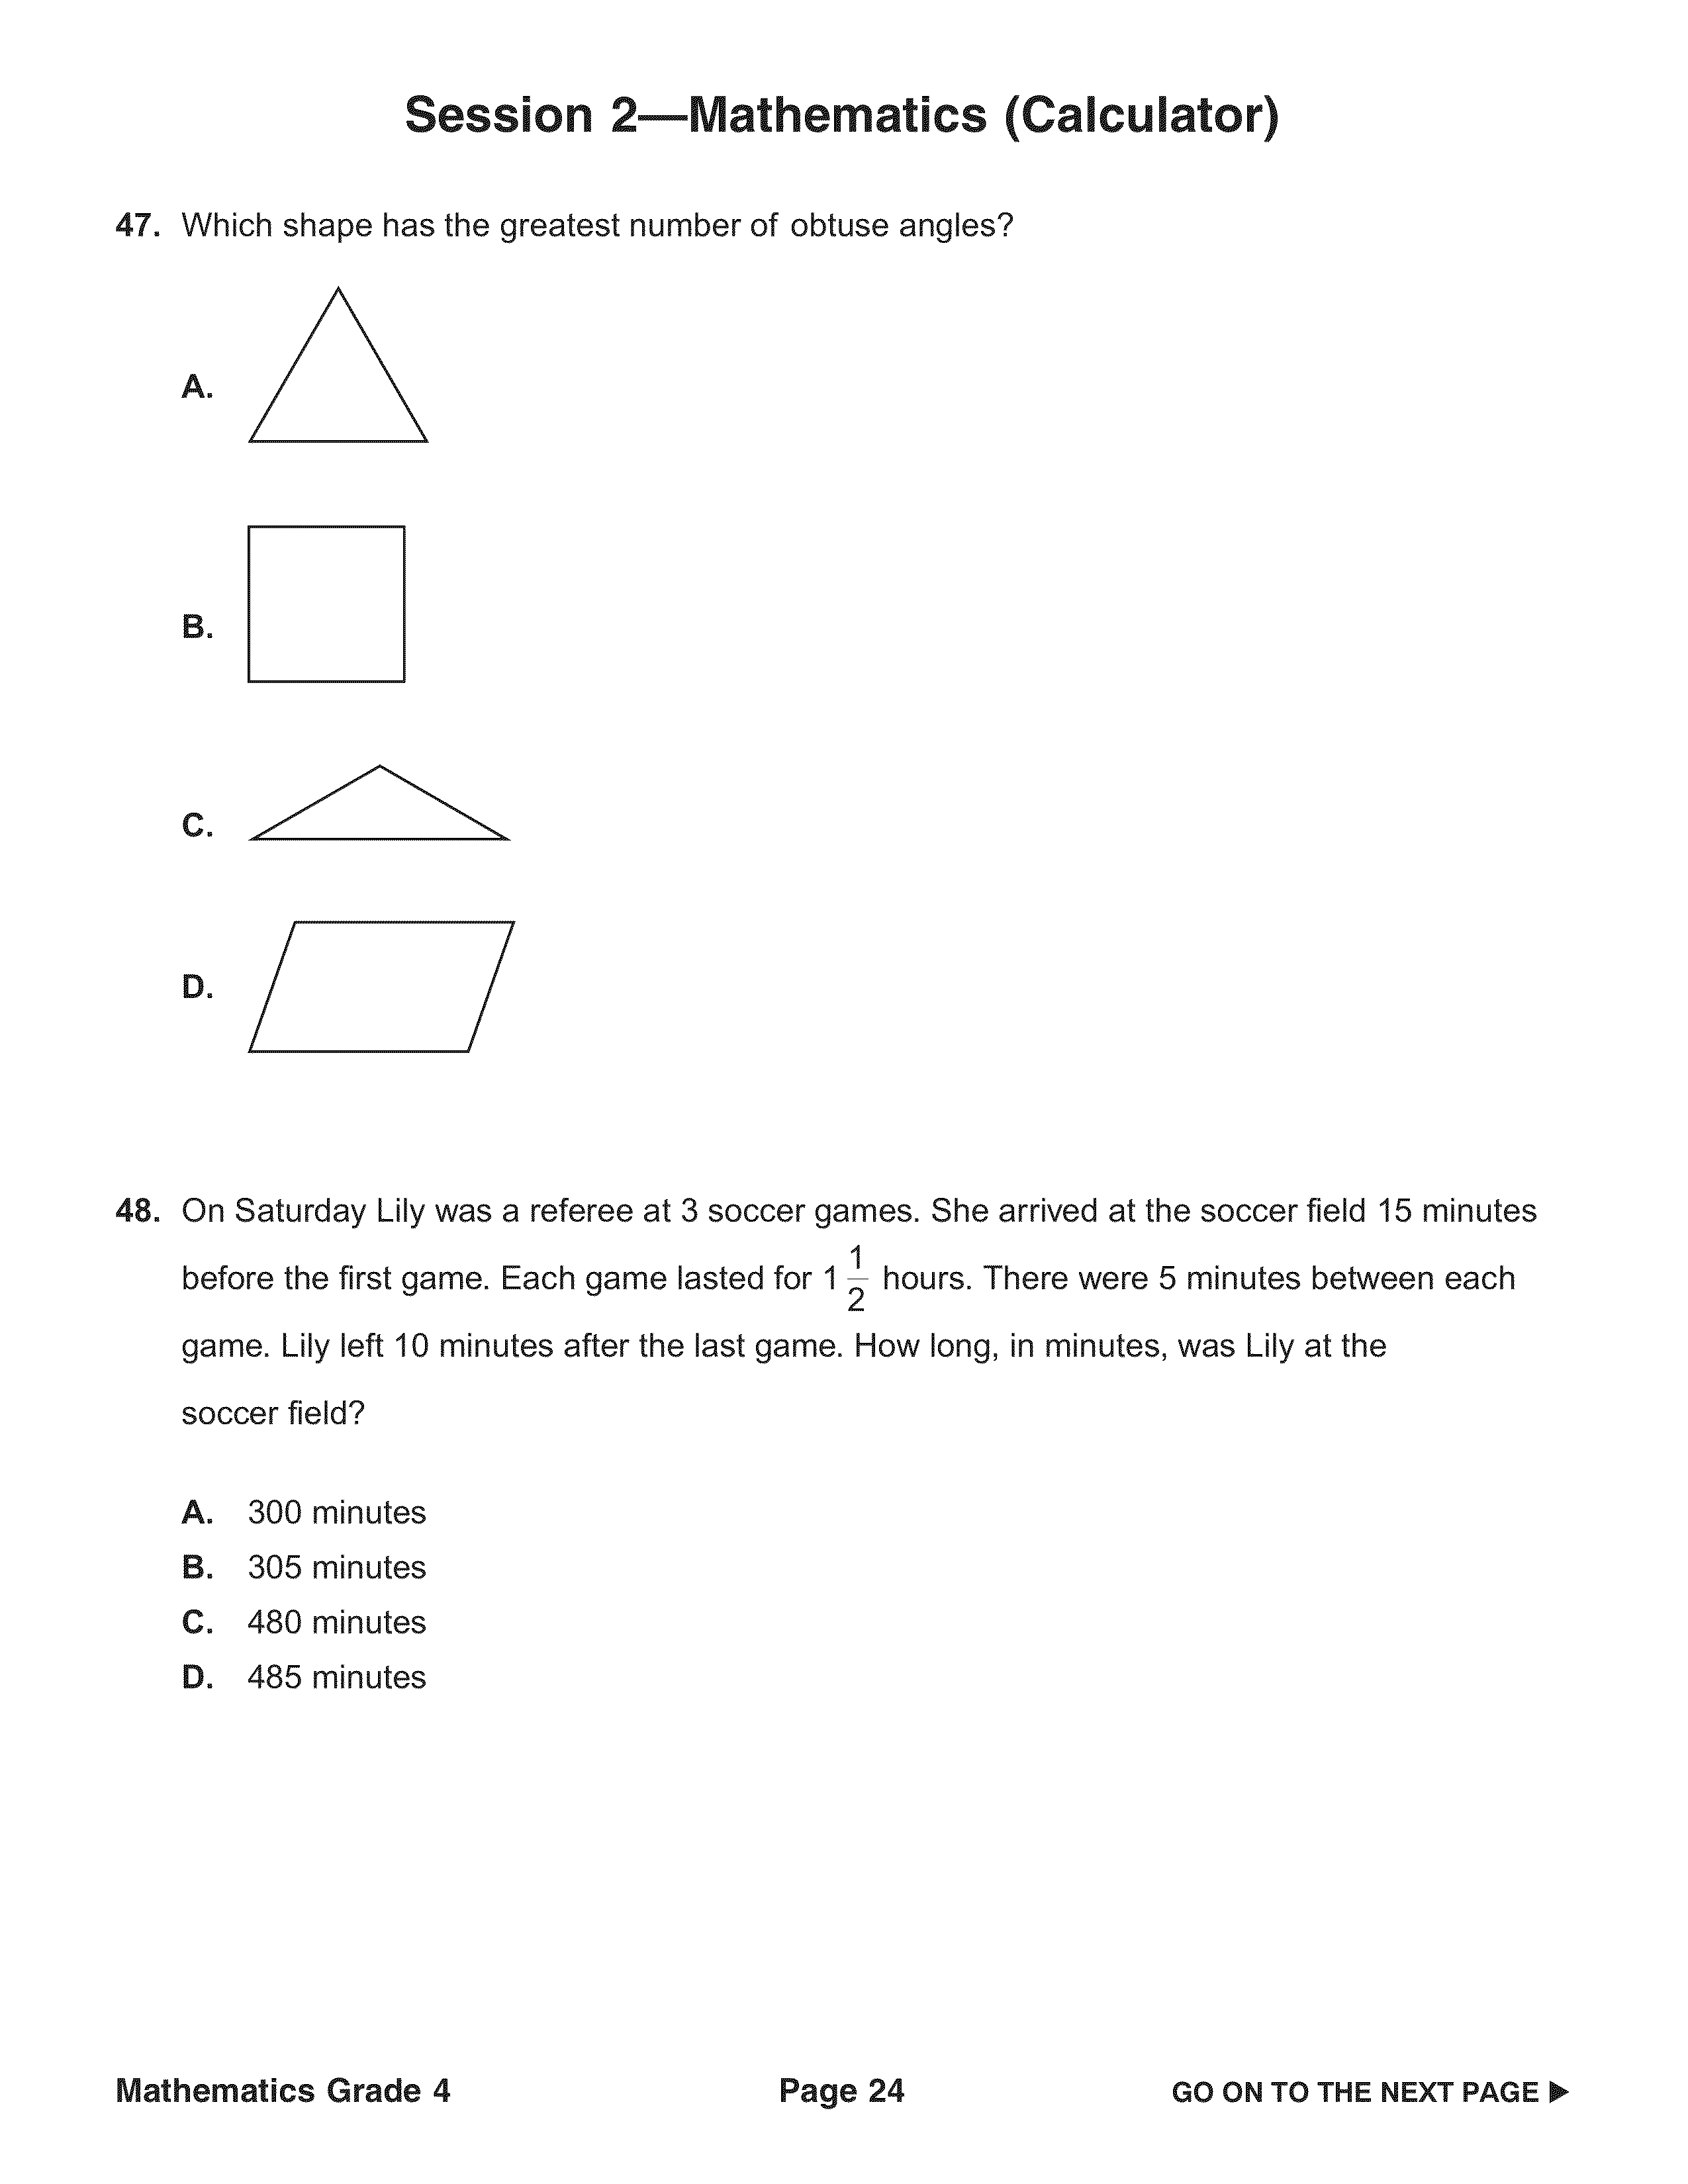 Session 2—Mathematics (Calculator)
47. Which shape has the greatest number of obtuse angles?
A.
B.
C.
D.
48. On Saturday Lily was a referee at 3 soccer games. She arrived at the soccer field 15 minutes
before the first game. Each game lasted for 1 1/2 hours. There were 5 minutes between each
game. Lily left 10 minutes after the last game. How long, in minutes, was Lily at the
soccer field?
A. 300 minutes
B. 305 minutes
C. 480 minutes
D. 485 minutes
Mathematics Grade 4 Page 24 GO ON TO THE NEXT PAGE ▶